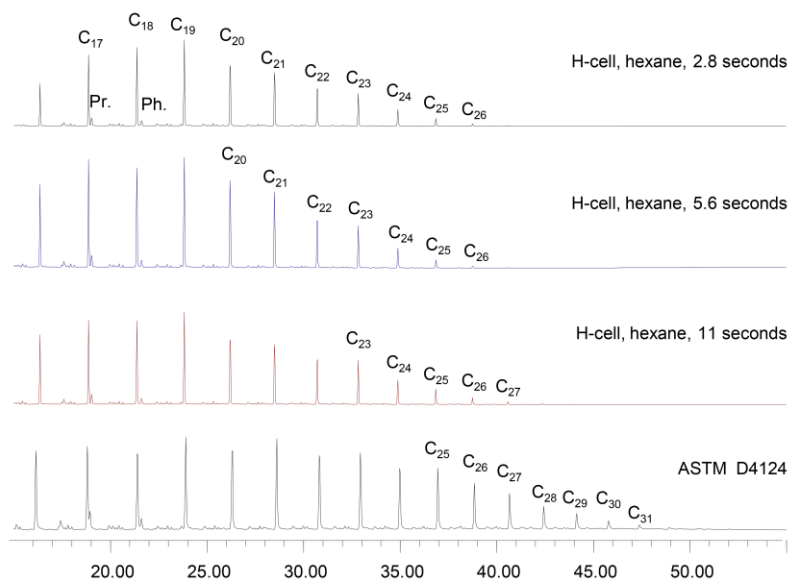 C17 C18 C19 C20 C21 C22 C23 C24 C25 C26
Pr. Ph.
H-cell, hexane, 2.8 seconds
C20 C21 C22 C23 C24 C25 C26
H-cell, hexane, 5.6 seconds
C23 C24 C25 C26 C27
H-cell, hexane, 11 seconds
C25 C26 C27 C28 C29 C30 C31
ASTM D4124
20.00 25.00 30.00 35.00 40.00 45.00 50.00